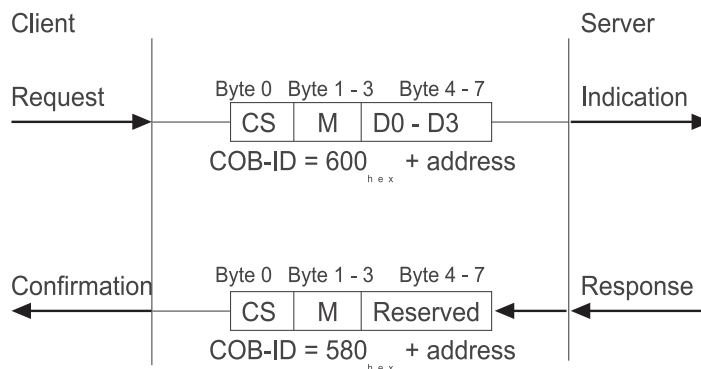 Client Server
Request Byte 0 Byte 1 - 3 Byte 4 - 7 Indication
CS M D0 - D3
COB-ID = 600 hex + address
Confirmation Byte 0 Byte 1 - 3 Byte 4 - 7 Response
CS M Reserved
COB-ID = 580 hex + address